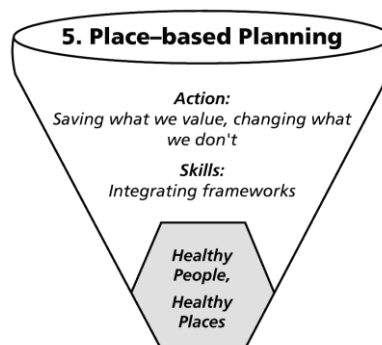 5. Place–based Planning
Action:
Saving what we value, changing what
we don't
Skills:
Integrating frameworks
Healthy
People,
Healthy
Places